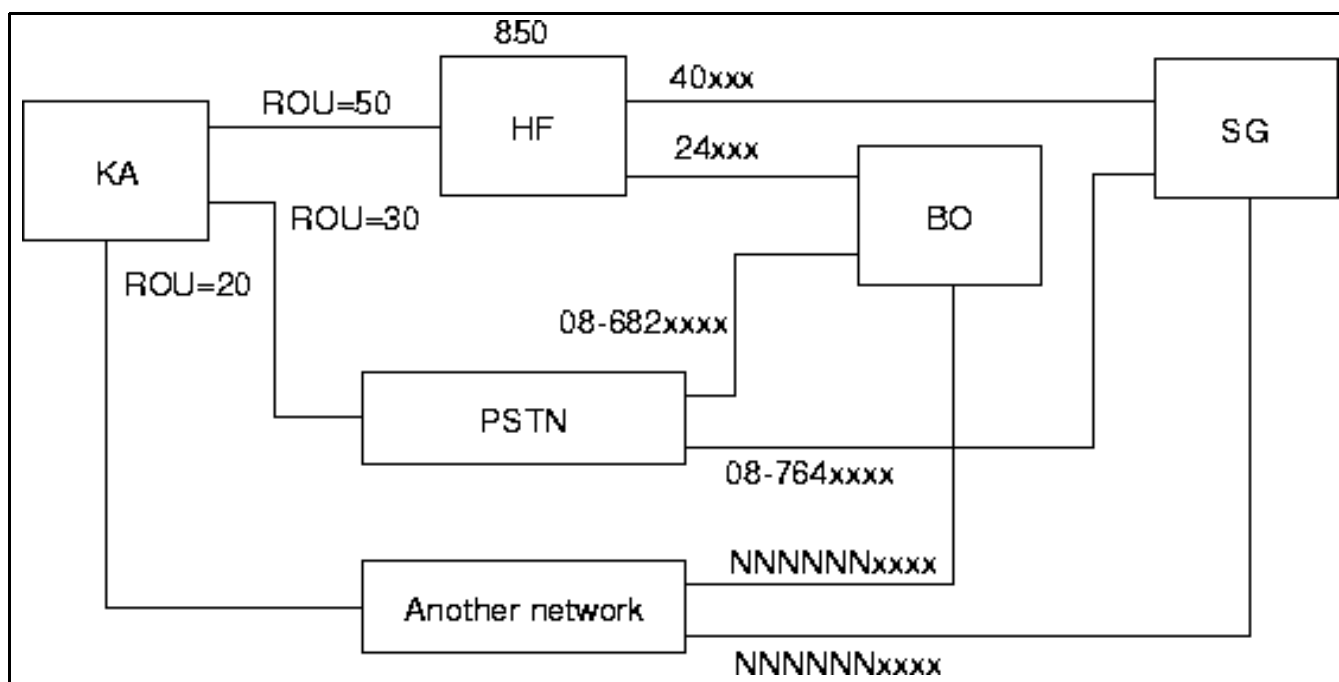 850
40xxx
ROU=50
HF
SG
24xxx
KA
ROU=30
BO
ROU=20
08-682xxxx
PSTN
08-764xxxx
NNNNNNxxxx
Another network
NNNNNNxxxx